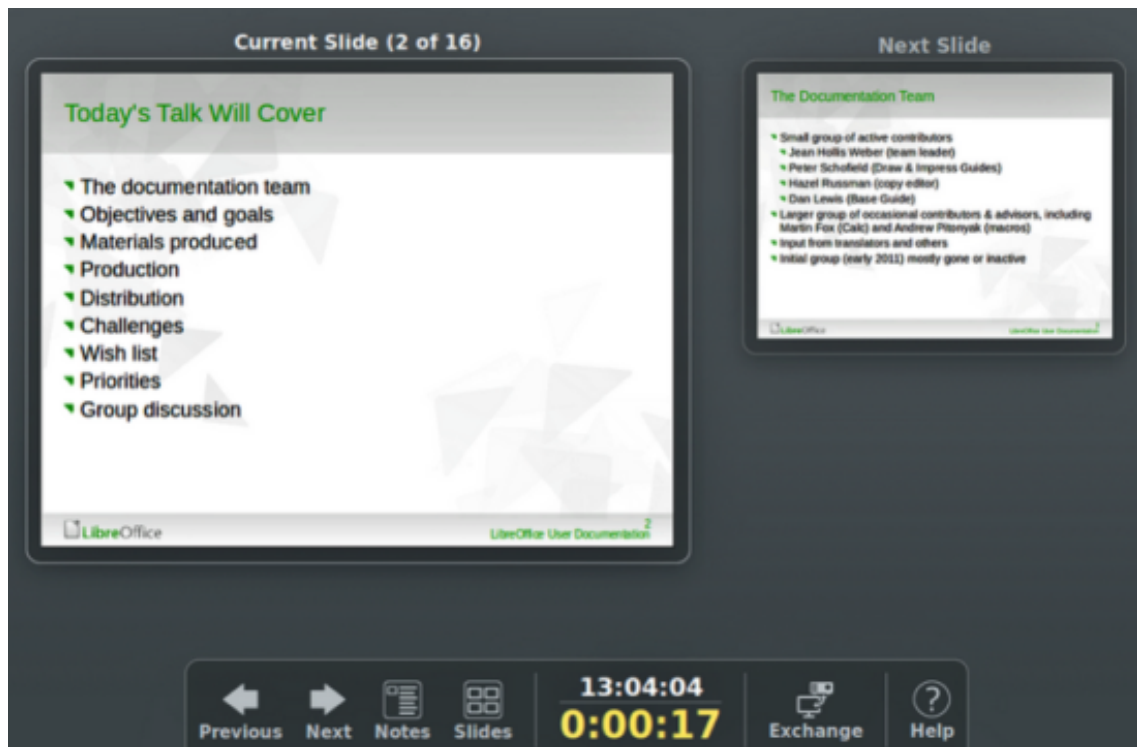 Current Slide (2 of 16)
Today's Talk Will Cover
The documentation team
Objectives and goals
Materials produced
Production
Distribution
Challenges
Wish list
Priorities
Group discussion
LibreOffice
LibreOffice User Documentation
2
Next Slide
The Documentation Team
Small group of active contributors
Jean Hollis Weber (team leader)
Peter Schofield (Draw & Impress Guides)
Hazel Russman (copy editor)
Dan Lewis (Base Guide)
Larger group of occasional contributors & advisors, including
Martin Fox (Calc) and Andrew Pitonyak (macros)
Input from translators and others
Initial group (early 2011) mostly gone or inactive
LibreOffice
LibreOffice User Documentation
Previous
Next
Notes
Slides
13:04:04
0:00:17
Exchange
Help